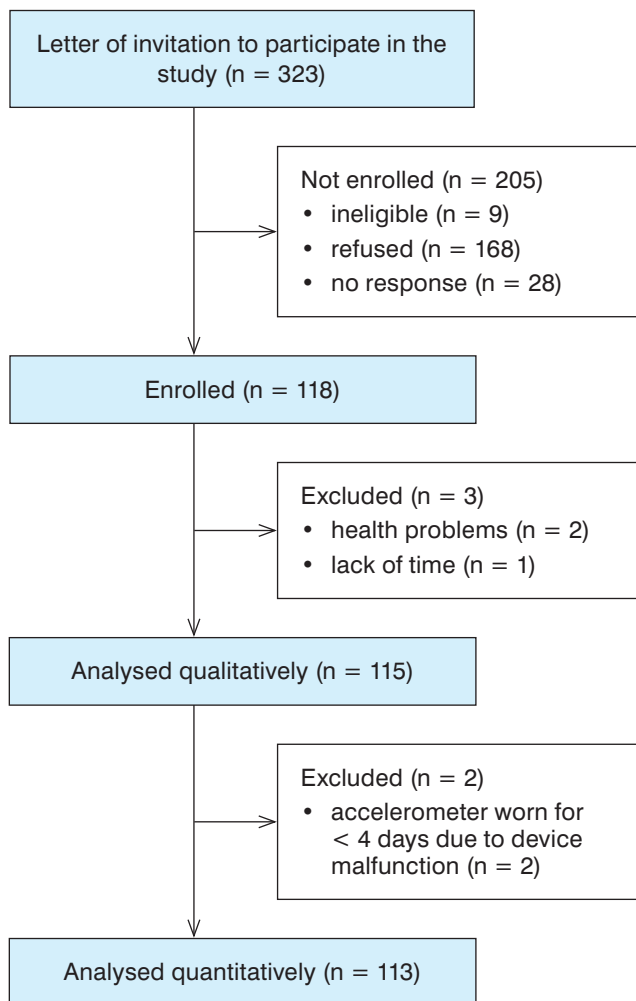 Letter of invitation to participate in the
study (n = 323)
Not enrolled (n = 205)
• ineligible (n = 9)
• refused (n = 168)
• no response (n = 28)
Enrolled (n = 118)
Excluded (n = 3)
• health problems (n = 2)
• lack of time (n = 1)
Analysed qualitatively (n = 115)
Excluded (n = 2)
• accelerometer worn for
< 4 days due to device
malfunction (n = 2)
Analysed quantitatively (n = 113)